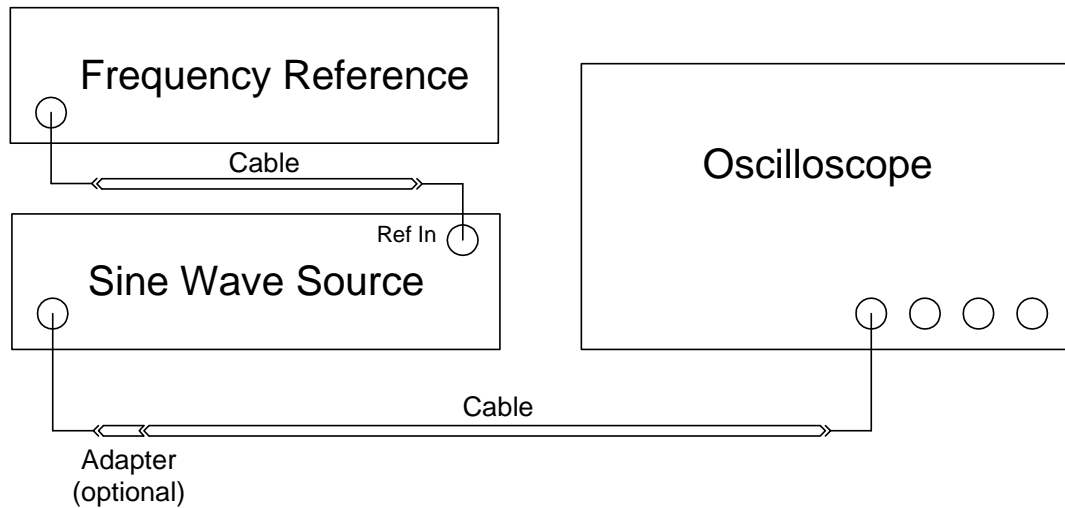 Frequency Reference
Cable
Oscilloscope
Ref In
Sine Wave Source
Cable
Adapter
(optional)